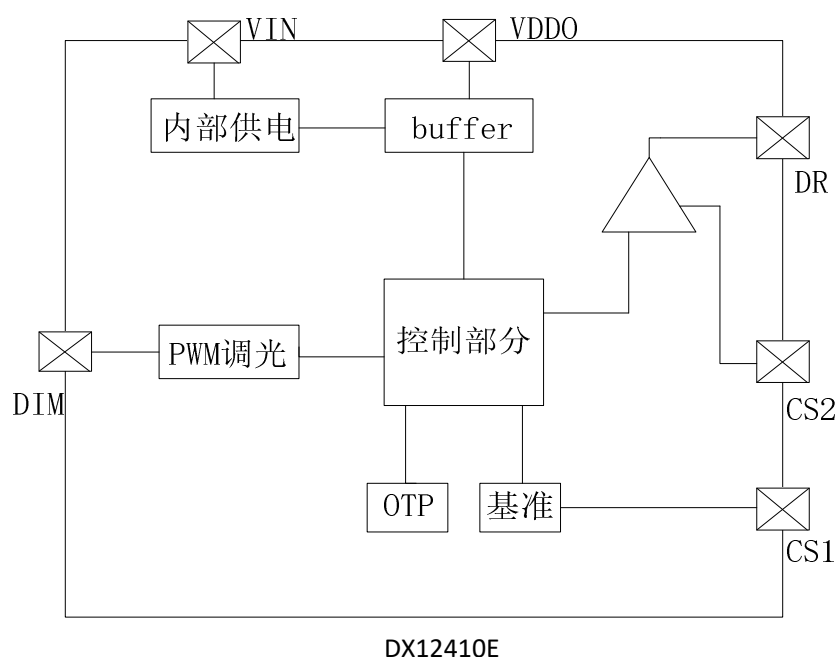 VIN
VDDO
内部供电
buffer
DR
控制部分
PWM调光
DIM
CS2
OTP
基准
CS1
DX12410E